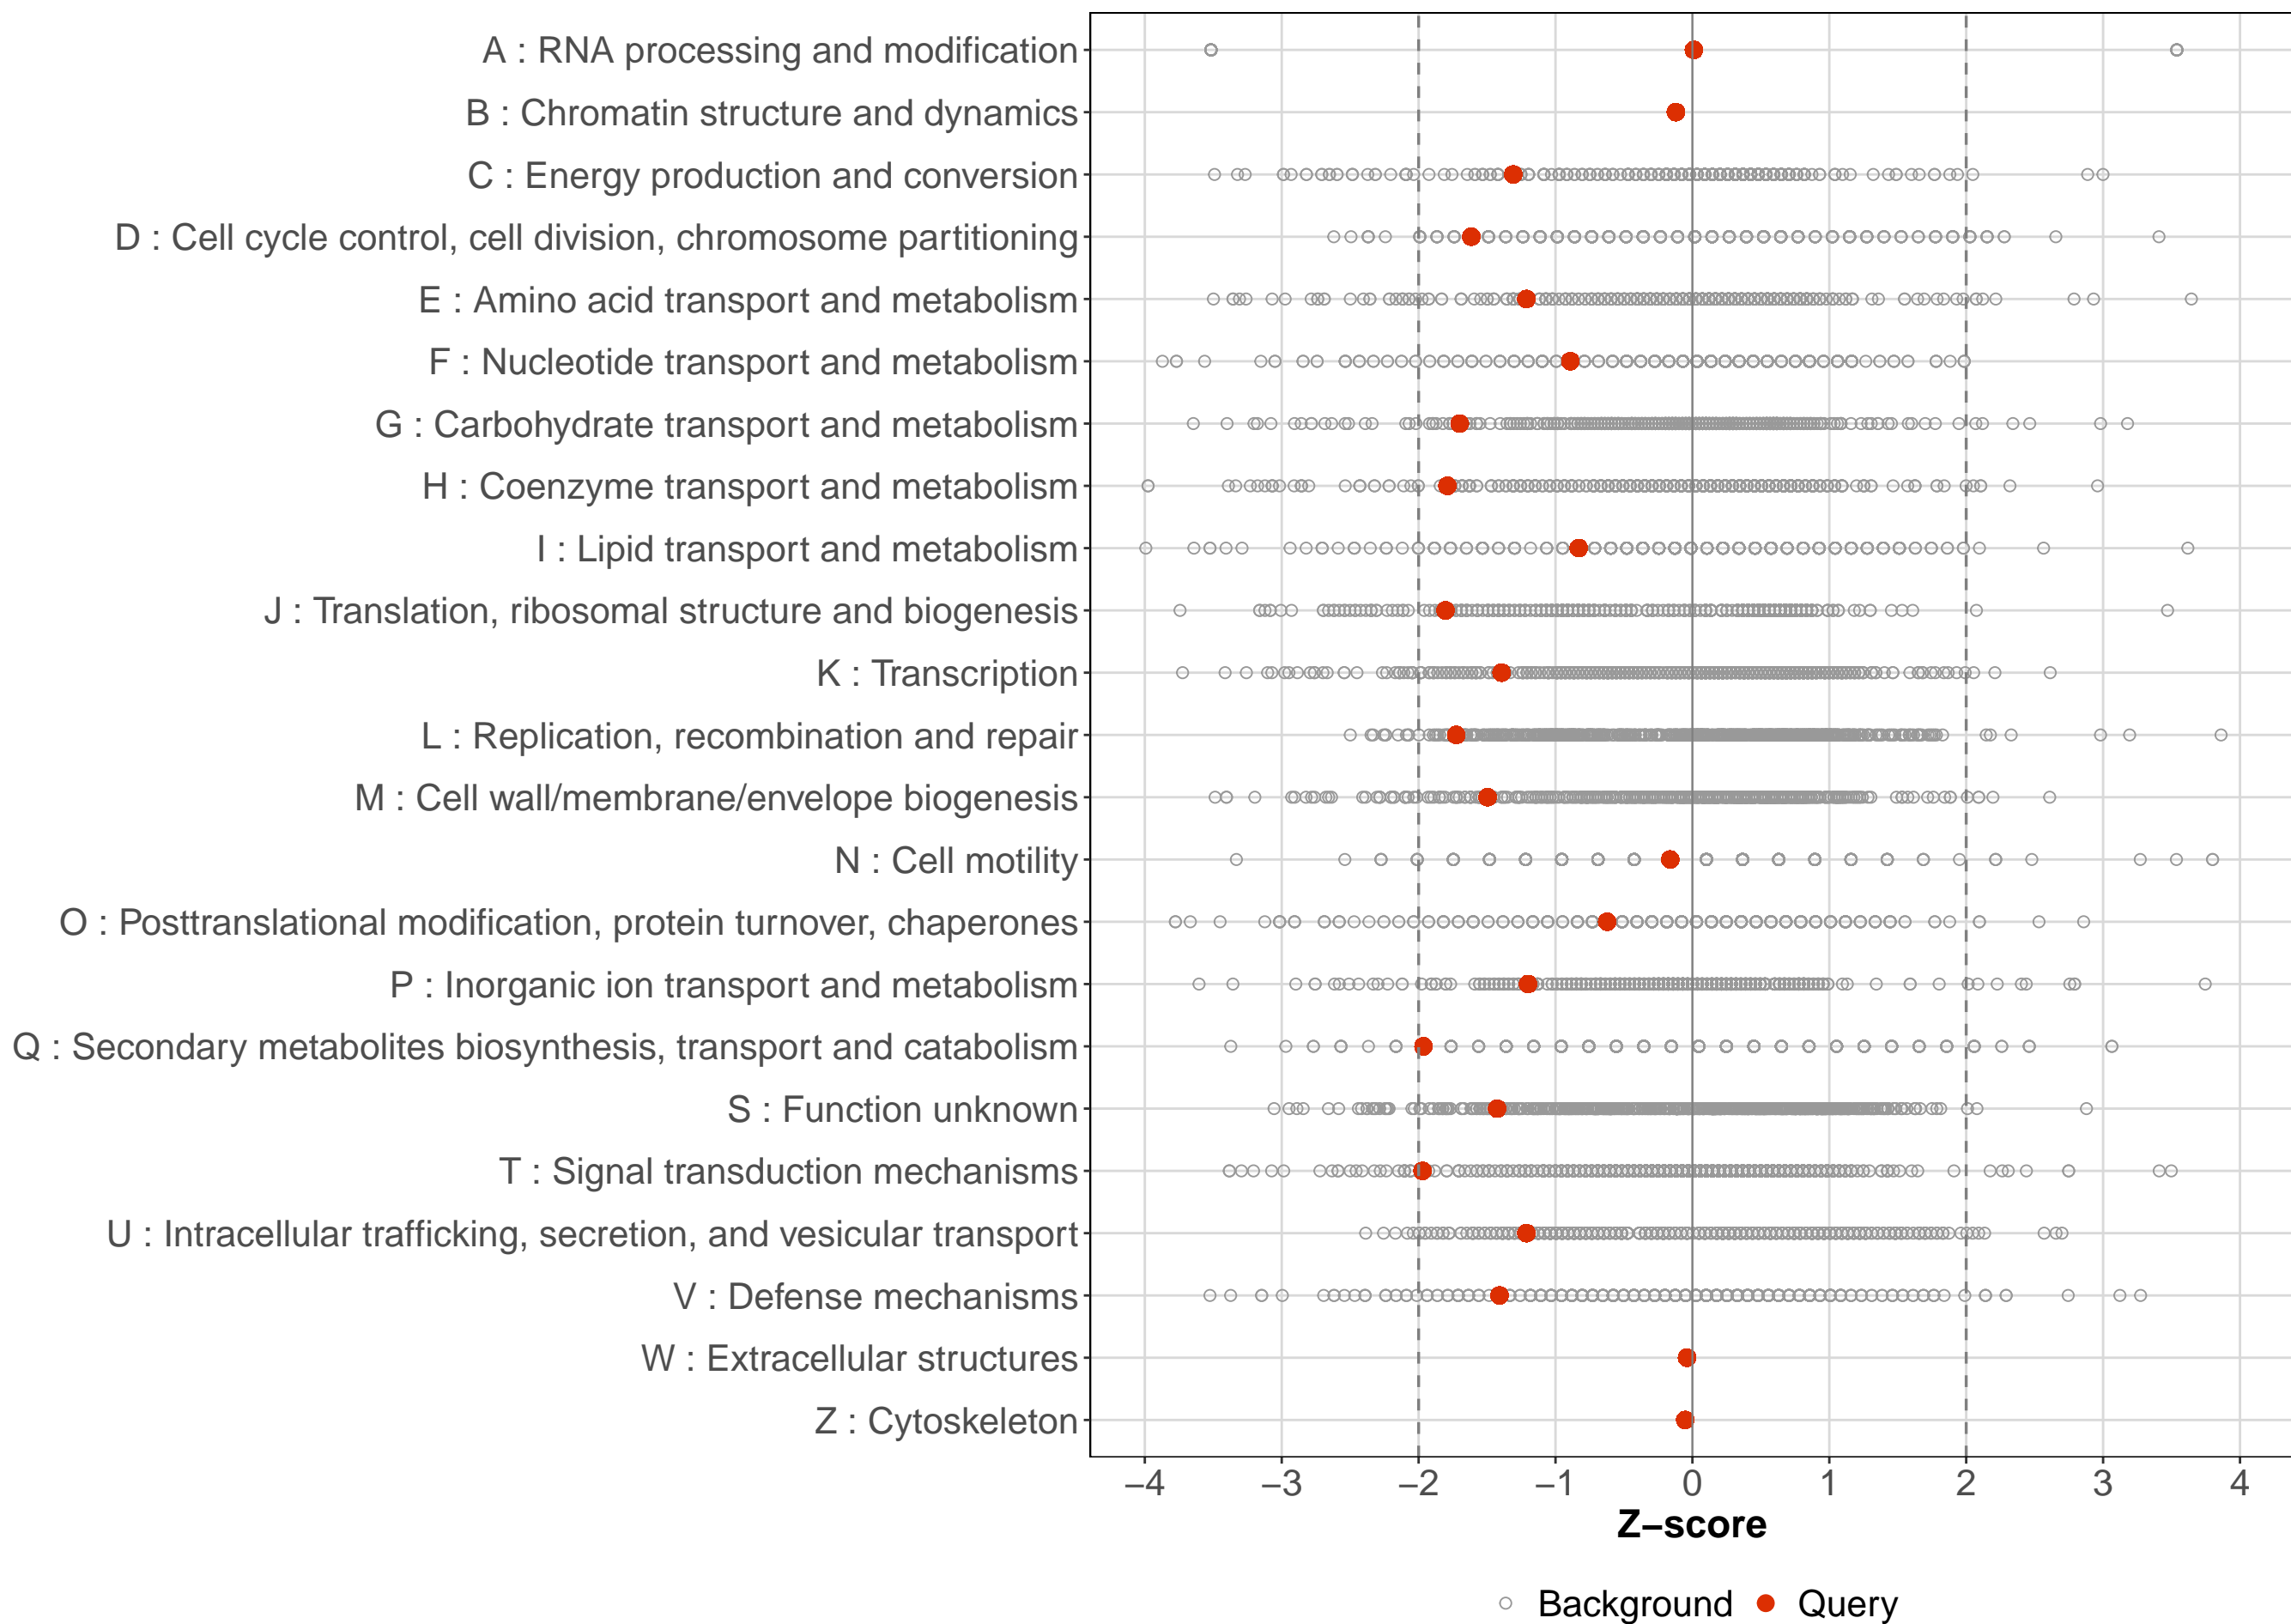 A : RNA processing and modification
B : Chromatin structure and dynamics
C : Energy production and conversion
D : Cell cycle control, cell division, chromosome partitioning
E : Amino acid transport and metabolism
F : Nucleotide transport and metabolism
G : Carbohydrate transport and metabolism
H : Coenzyme transport and metabolism
I : Lipid transport and metabolism
J : Translation, ribosomal structure and biogenesis
K : Transcription
L : Replication, recombination and repair
M : Cell wall/membrane/envelope biogenesis
N : Cell motility
O : Posttranslational modification, protein turnover, chaperones
P : Inorganic ion transport and metabolism
Q : Secondary metabolites biosynthesis, transport and catabolism
S : Function unknown
T : Signal transduction mechanisms
U : Intracellular trafficking, secretion, and vesicular transport
V : Defense mechanisms
W : Extracellular structures
Z : Cytoskeleton
−4 −3 −2 −1 0 1 2 3 4
Z−score
Background Query